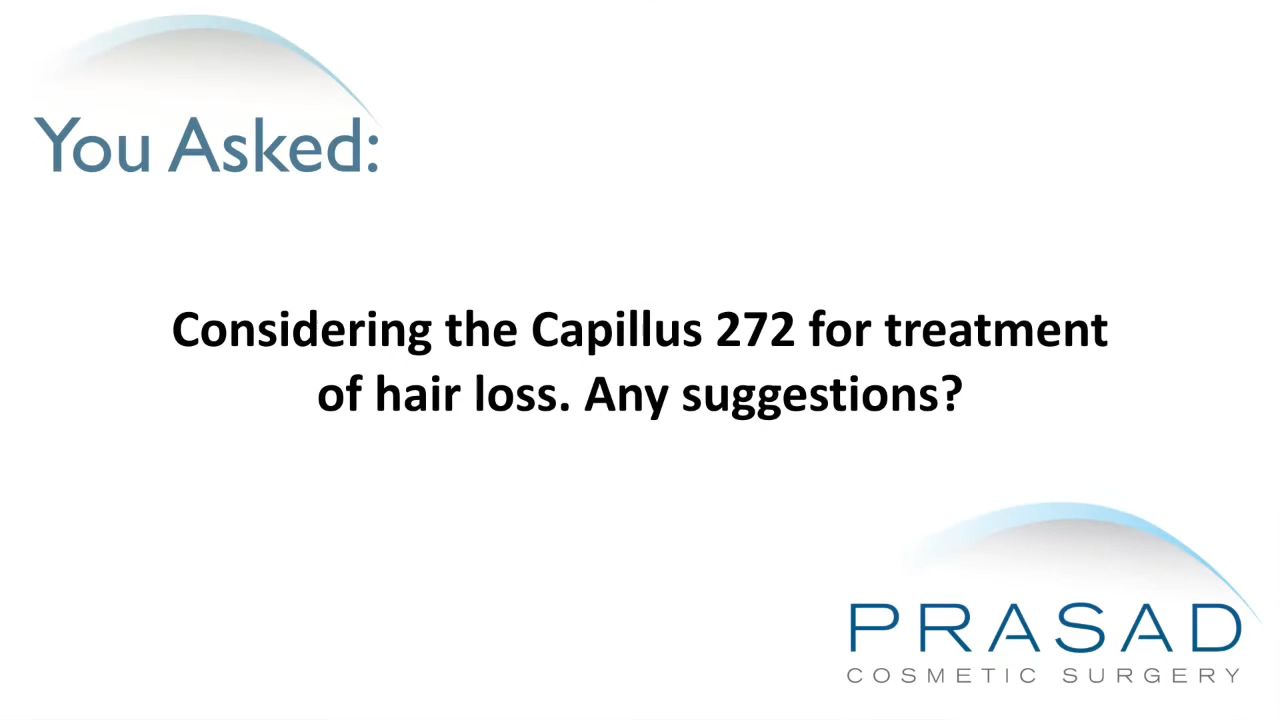 You Asked:
Considering the Capillus 272 for treatment
of hair loss. Any suggestions?
PRASAD
COSMETIC SURGERY